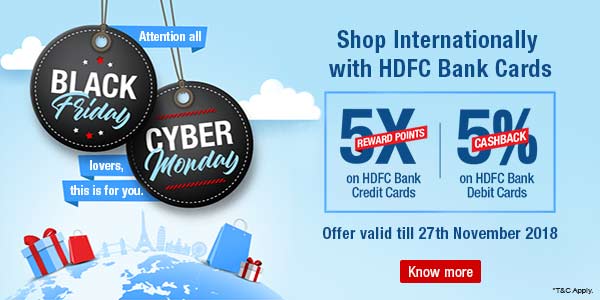 Attention all
BLACK
Friday
CYBER
Monday
lovers,
this is for you.
Shop Internationally
with HDFC Bank Cards
5X
REWARD POINTS
on HDFC Bank
Credit Cards
5%
CASHBACK
on HDFC Bank
Debit Cards
Offer valid till 27th November 2018
Know more
*T&C Apply.